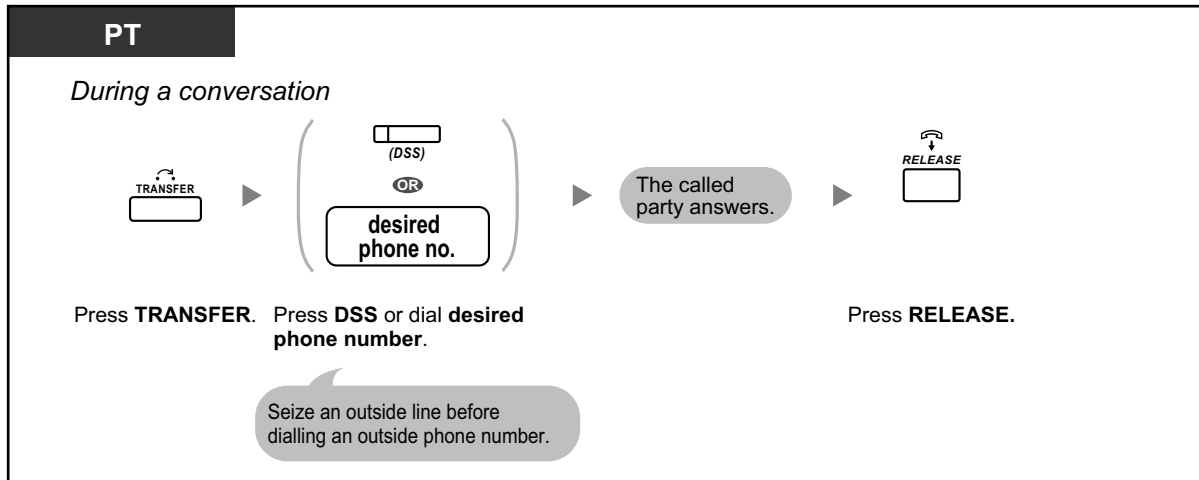 PT
During a conversation
TRANSFER
(DSS)
OR
desired
phone no.
The called
party answers.
RELEASE
Press TRANSFER.
Press DSS or dial desired
phone number.
Press RELEASE.
Seize an outside line before
dialling an outside phone number.